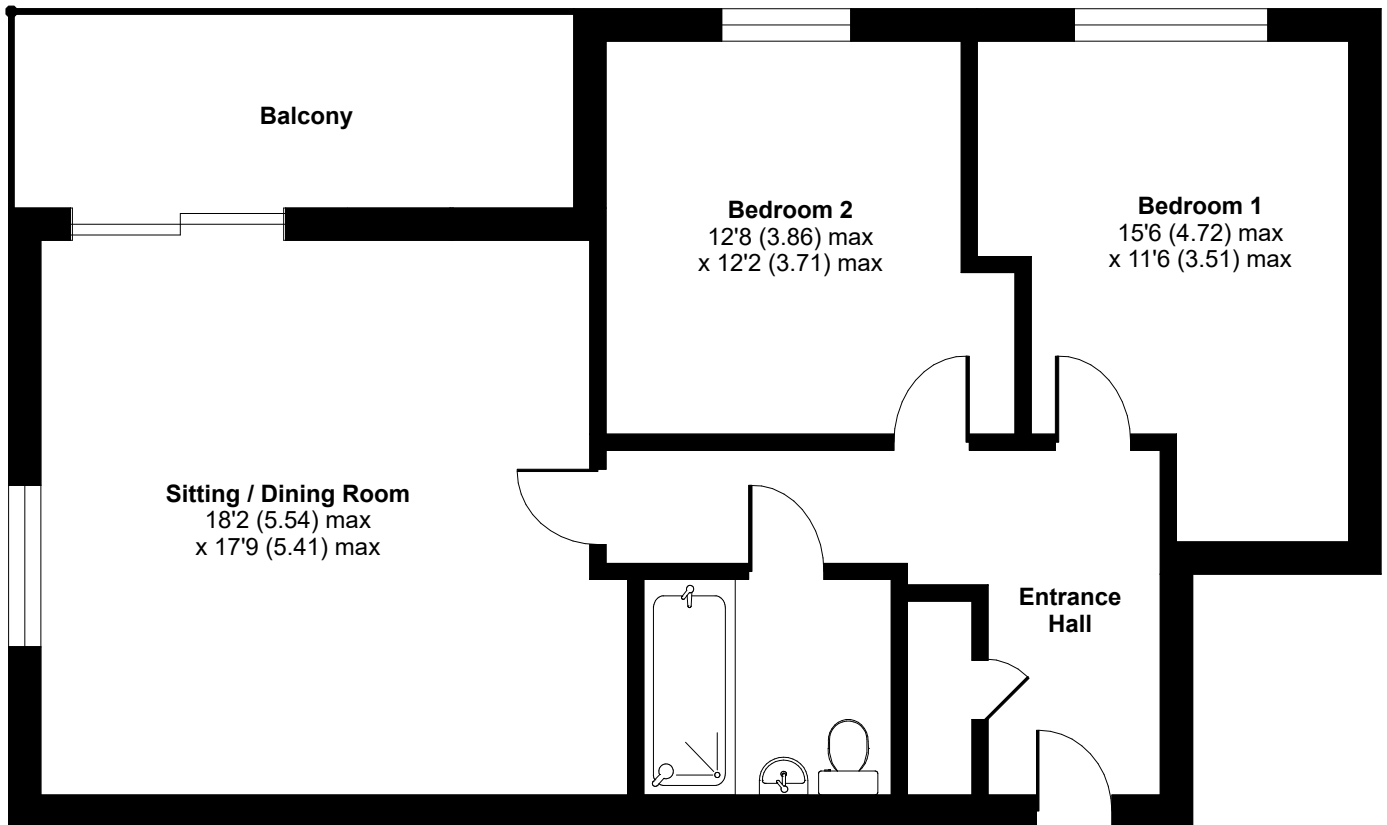 Balcony
Bedroom 2
12'8 (3.86) max
x 12'2 (3.71) max
Bedroom 1
15'6 (4.72) max
x 11'6 (3.51) max
Sitting / Dining Room
18'2 (5.54) max
x 17'9 (5.41) max
Entrance
Hall